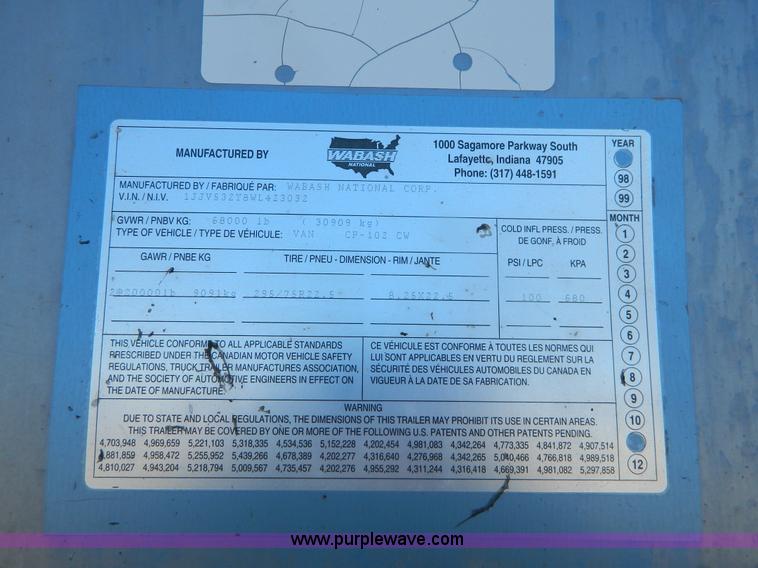 MANUFACTURED BY
WABASH
NATIONAL
1000 Sagamore Parkway South
Lafayette, Indiana 47905
Phone: (317) 448-1591
YEAR
98
99
MANUFACTURED BY / FABRIQUÉ PAR: WABASH NATIONAL CORP.
V.I.N. / N.I.V. 1JJV532T8WL423032
GVWR / PNBV KG: 68000 lb ( 30909 kg)
TYPE OF VEHICLE / TYPE DE VÉHICULE: VAN CP-102 CW
COLD INFL PRESS. / PRESS.
DE GONF, À FROID
MONTH
1
2
3
4
5
6
7
8
9
10
12
GAWR / PNBE KG TIRE / PNEU - DIMENSION - RIM / JANTE PSI / LPC KPA
9091kg 295/75R22.5 8.25X22.5 100 680
THIS VEHICLE CONFORMS TO ALL APPLICABLE STANDARDS
PRESCRIBED UNDER THE CANADIAN MOTOR VEHICLE SAFETY
REGULATIONS, TRUCK TRAILER MANUFACTURES ASSOCIATION,
AND THE SOCIETY OF AUTOMOTIVE ENGINEERS IN EFFECT ON
THE DATE OF MANUFACTURE.
CE VÉHICULE EST CONFORME À TOUTES LES NORMES QUI
LUI SONT APPLICABLES EN VERTU DU REGLEMENT SUR LA
SÉCURITÉ DES VÉHICULES AUTOMOBILES DU CANADA EN
VIGUEUR À LA DATE DE SA FABRICATION.
WARNING
DUE TO STATE AND LOCAL REGULATIONS, THE DIMENSIONS OF THIS TRAILER MAY PROHIBIT ITS USE IN CERTAIN AREAS.
THIS TRAILER MAY BE COVERED BY ONE OR MORE OF THE FOLLOWING U.S. PATENTS AND OTHER PATENTS PENDING.
4,703,948 4,969,659 5,221,103 5,318,335 4,534,536 5,152,228 4,202,454 4,981,083 4,342,264 4,773,335 4,841,872 4,907,514
4,881,859 4,958,472 5,255,952 5,439,266 4,678,389 4,202,277 4,316,640 4,276,968 4,342,265 5,040,466 4,766,818 4,989,518
4,810,027 4,943,204 5,218,794 5,009,567 4,735,457 4,202,276 4,955,292 4,311,244 4,316,418 4,669,391 4,981,082 5,297,858
www.purplewave.com